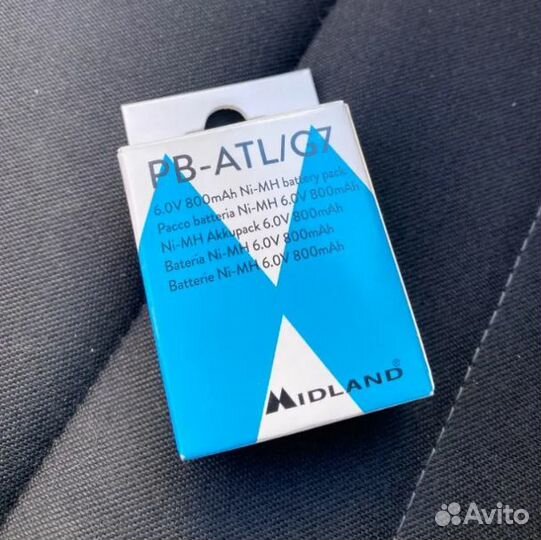 PB-ATL/G7
6.0V 800mAh Ni-MH battery pack
Pacco batteria Ni-MH 6.0V 800mAh
Ni-MH Akkupack 6.0V 800mAh
Bateria Ni-MH 6.0V 800mAh
Batterie Ni-MH 6.0V 800mAh
MIDLAND®
Avito